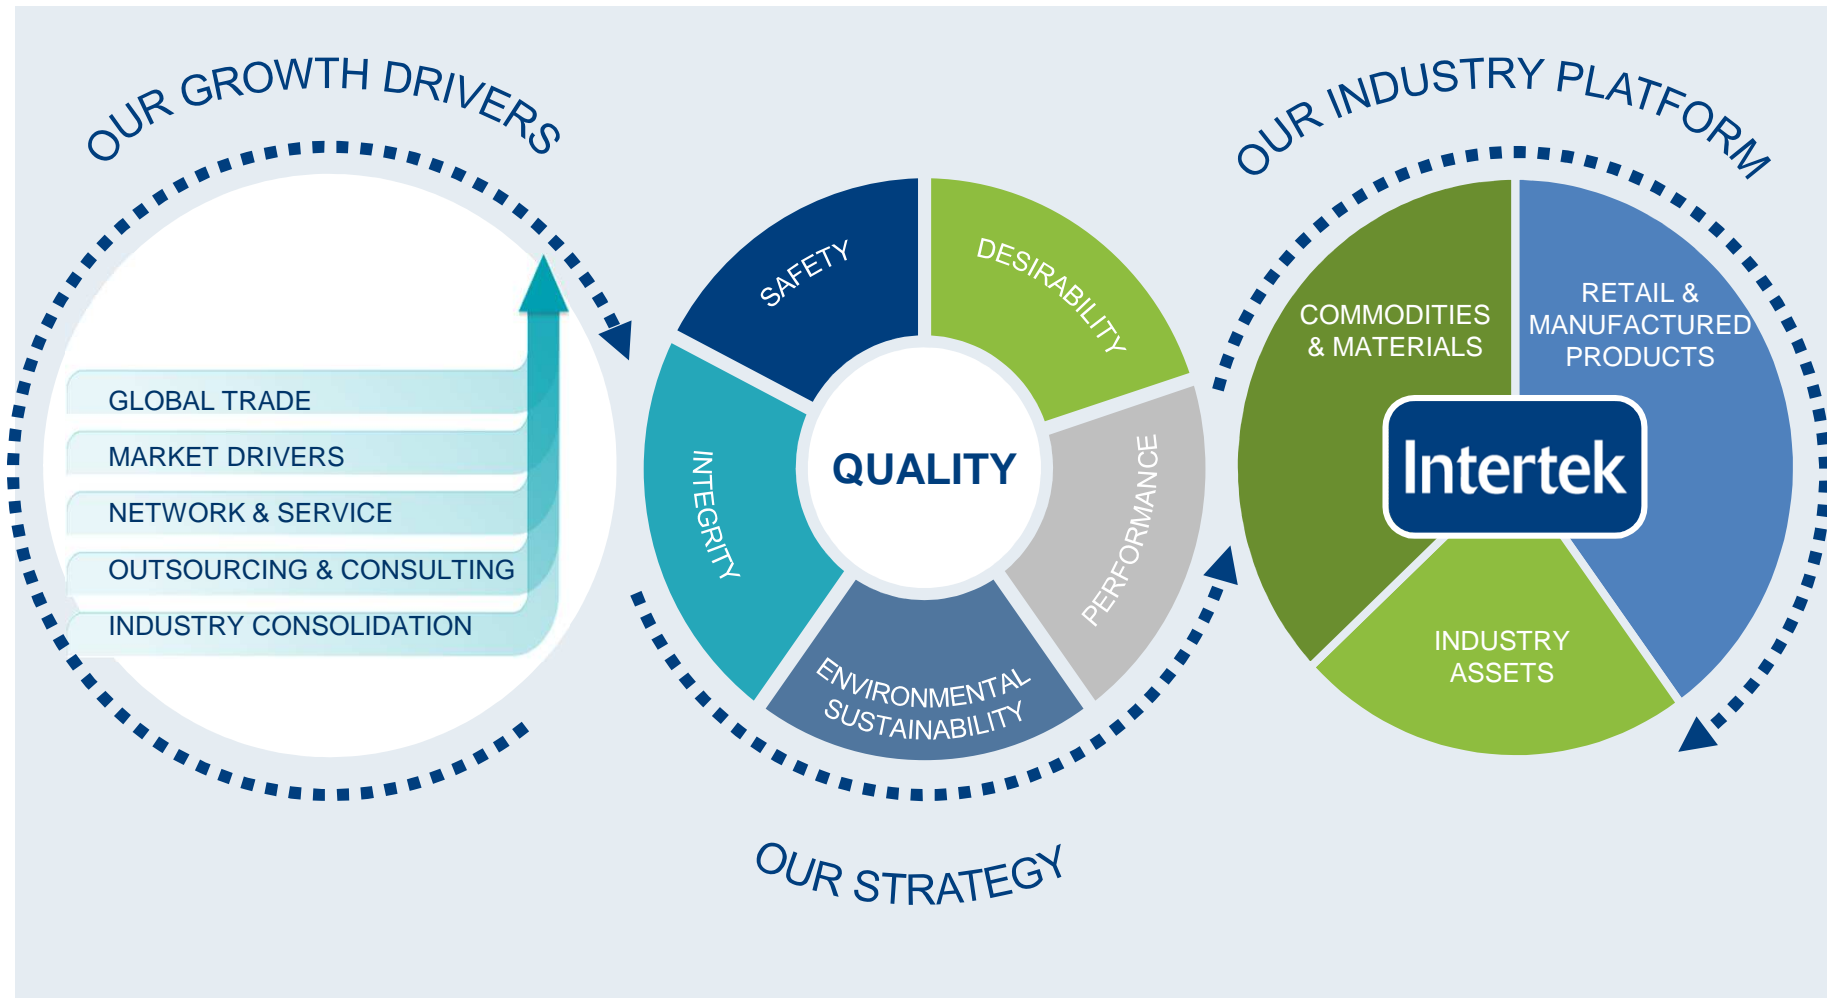 OUR GROWTH DRIVERS
GLOBAL TRADE
MARKET DRIVERS
NETWORK & SERVICE
OUTSOURCING & CONSULTING
INDUSTRY CONSOLIDATION
SAFETY
DESIRABILITY
INTEGRITY
QUALITY
PERFORMANCE
ENVIRONMENTAL
SUSTAINABILITY
OUR STRATEGY
OUR INDUSTRY PLATFORM
COMMODITIES
& MATERIALS
RETAIL &
MANUFACTURED
PRODUCTS
Intertek
INDUSTRY
ASSETS